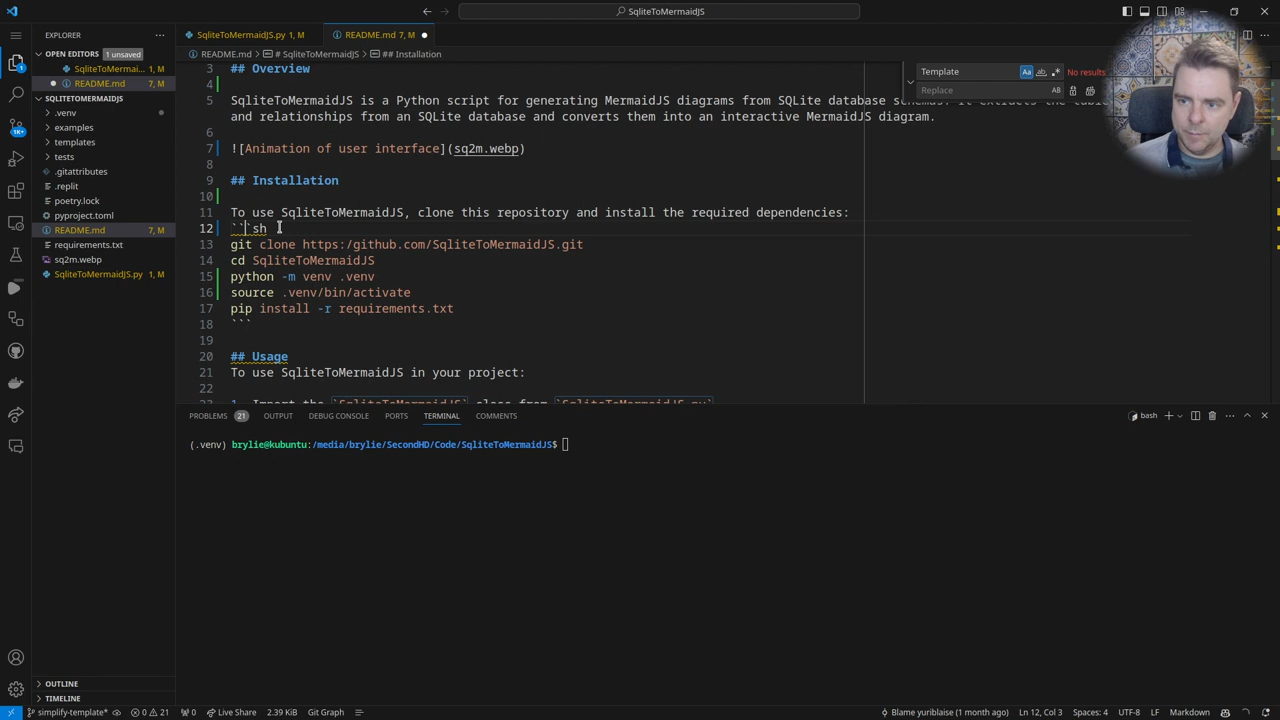 SqliteToMermaidJS
EXPLORER
SqliteToMermaidJS.py 1, M
README.md 7, M
README.md > # SqliteToMermaidJS > ## Installation
OPEN EDITORS 1 unsaved
SqliteToMermai... 1, M
README.md 7, M
SQLITETOMERMAIDJS
.venv
examples
templates
tests
.gitattributes
.replit
poetry.lock
pyproject.toml
README.md 7, M
requirements.txt
sq2m.webp
SqliteToMermaidJS.py 1, M
OUTLINE
TIMELINE
Template
Aa
ab
No results
Replace
AB
3 ## Overview
4
5 SqliteToMermaidJS is a Python script for generating MermaidJS diagrams from SQLite database
and relationships from an SQLite database and converts them into an interactive MermaidJS diagram.
6
7 ![Animation of user interface](sq2m.webp)
8
9 ## Installation
10
11 To use SqliteToMermaidJS, clone this repository and install the required dependencies:
12 ```sh
13 git clone https:/github.com/SqliteToMermaidJS.git
14 cd SqliteToMermaidJS
15 python -m venv .venv
16 source .venv/bin/activate
17 pip install -r requirements.txt
18 ```
19
20 ## Usage
21 To use SqliteToMermaidJS in your project:
22
PROBLEMS 21 OUTPUT DEBUG CONSOLE PORTS TERMINAL COMMENTS
bash
(.venv) brylie@kubuntu:/media/brylie/SecondHD/Code/SqliteToMermaidJS$
1
1K+
simplify-template* 0 21 0 Live Share 2.39 KiB Git Graph Blame yuriblaise (1 month ago) Ln 12, Col 3 Spaces: 4 UTF-8 LF Markdown